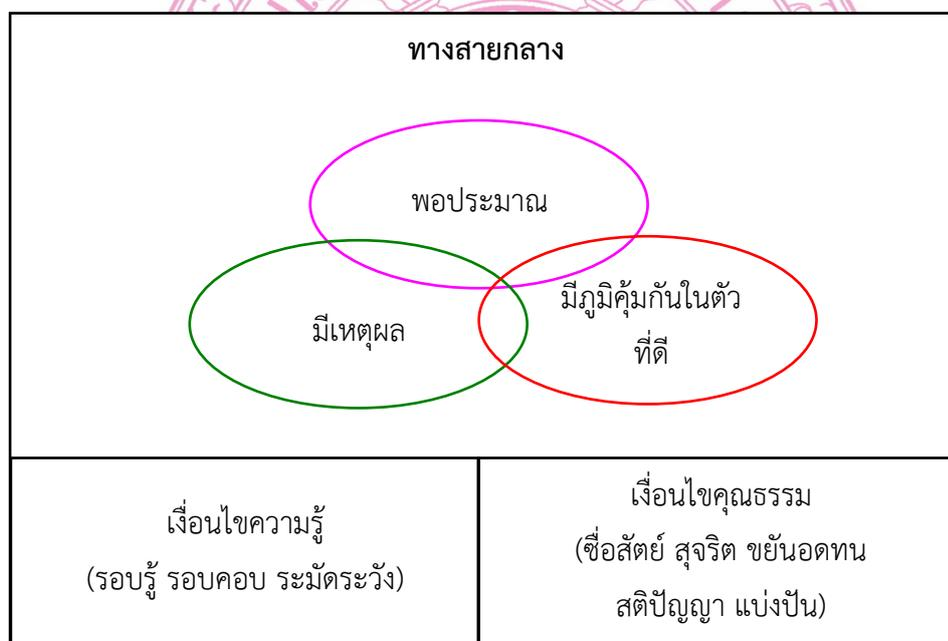 ทางสายกลาง
พอประมาณ
มีเหตุผล
มีภูมิคุ้มกันในตัว
ที่ดี
เงื่อนไขความรู้
(รอบรู้ รอบคอบ ระมัดระวัง)
เงื่อนไขคุณธรรม
(ซื่อสัตย์ สุจริต ขยันอดทน
สติปัญญา แบ่งปัน)